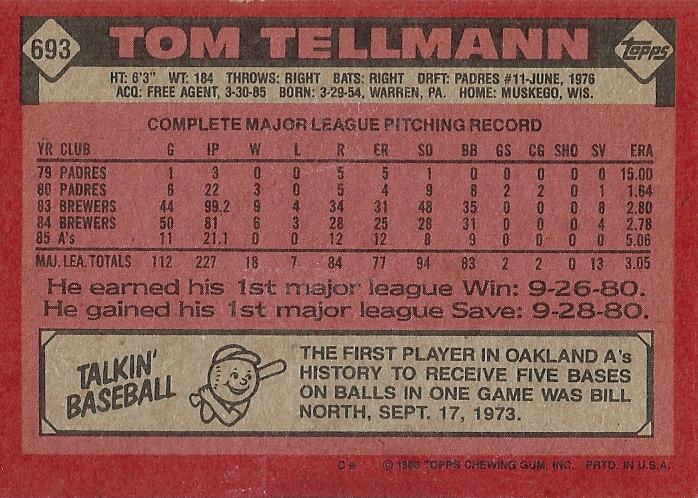 693
TOM TELLMANN
Topps
HT: 6'3" WT: 184 THROWS: RIGHT BATS: RIGHT DRFT: PADRES #11-JUNE, 1976
ACQ: FREE AGENT, 3-30-85 BORN: 3-29-54, WARREN, PA. HOME: MUSKEGO, WIS.
COMPLETE MAJOR LEAGUE PITCHING RECORD
YR CLUB G IP W L R ER SO BB GS CG SHO SV ERA
79 PADRES 1 3 0 0 5 5 1 0 0 0 0 0 15.00
80 PADRES 6 22 3 0 5 4 9 8 2 2 0 1 1.64
83 BREWERS 44 99.2 9 4 34 31 48 35 0 0 0 8 2.80
84 BREWERS 50 81 6 3 28 25 28 31 0 0 0 4 2.78
85 A's 11 21.1 0 0 12 12 8 9 0 0 0 0 5.06
MAJ. LEA. TOTALS 112 227 18 7 84 77 94 83 2 2 0 13 3.05
He earned his 1st major league Win: 9-26-80.
He gained his 1st major league Save: 9-28-80.
TALKIN'
BASEBALL
THE FIRST PLAYER IN OAKLAND A's
HISTORY TO RECEIVE FIVE BASES
ON BALLS IN ONE GAME WAS BILL
NORTH, SEPT. 17, 1973.
C* © 1986 TOPPS CHEWING GUM, INC. PRTD. IN U.S.A.